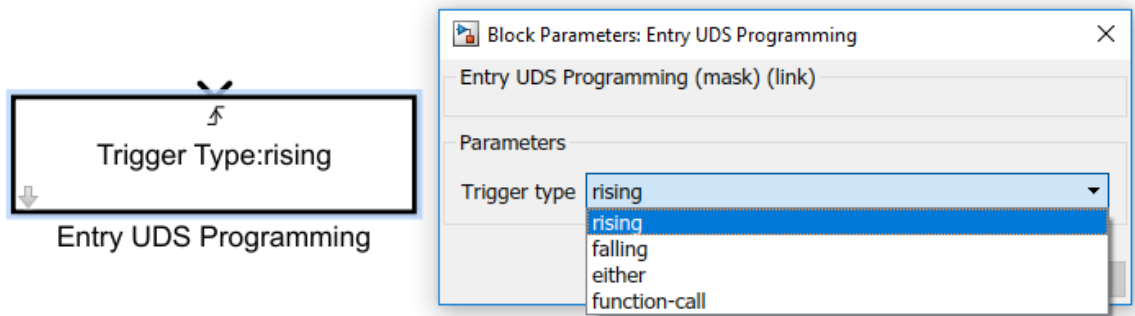 Trigger Type:rising
Entry UDS Programming
Block Parameters: Entry UDS Programming
Entry UDS Programming (mask) (link)
Parameters
Trigger type rising
rising
falling
either
function-call